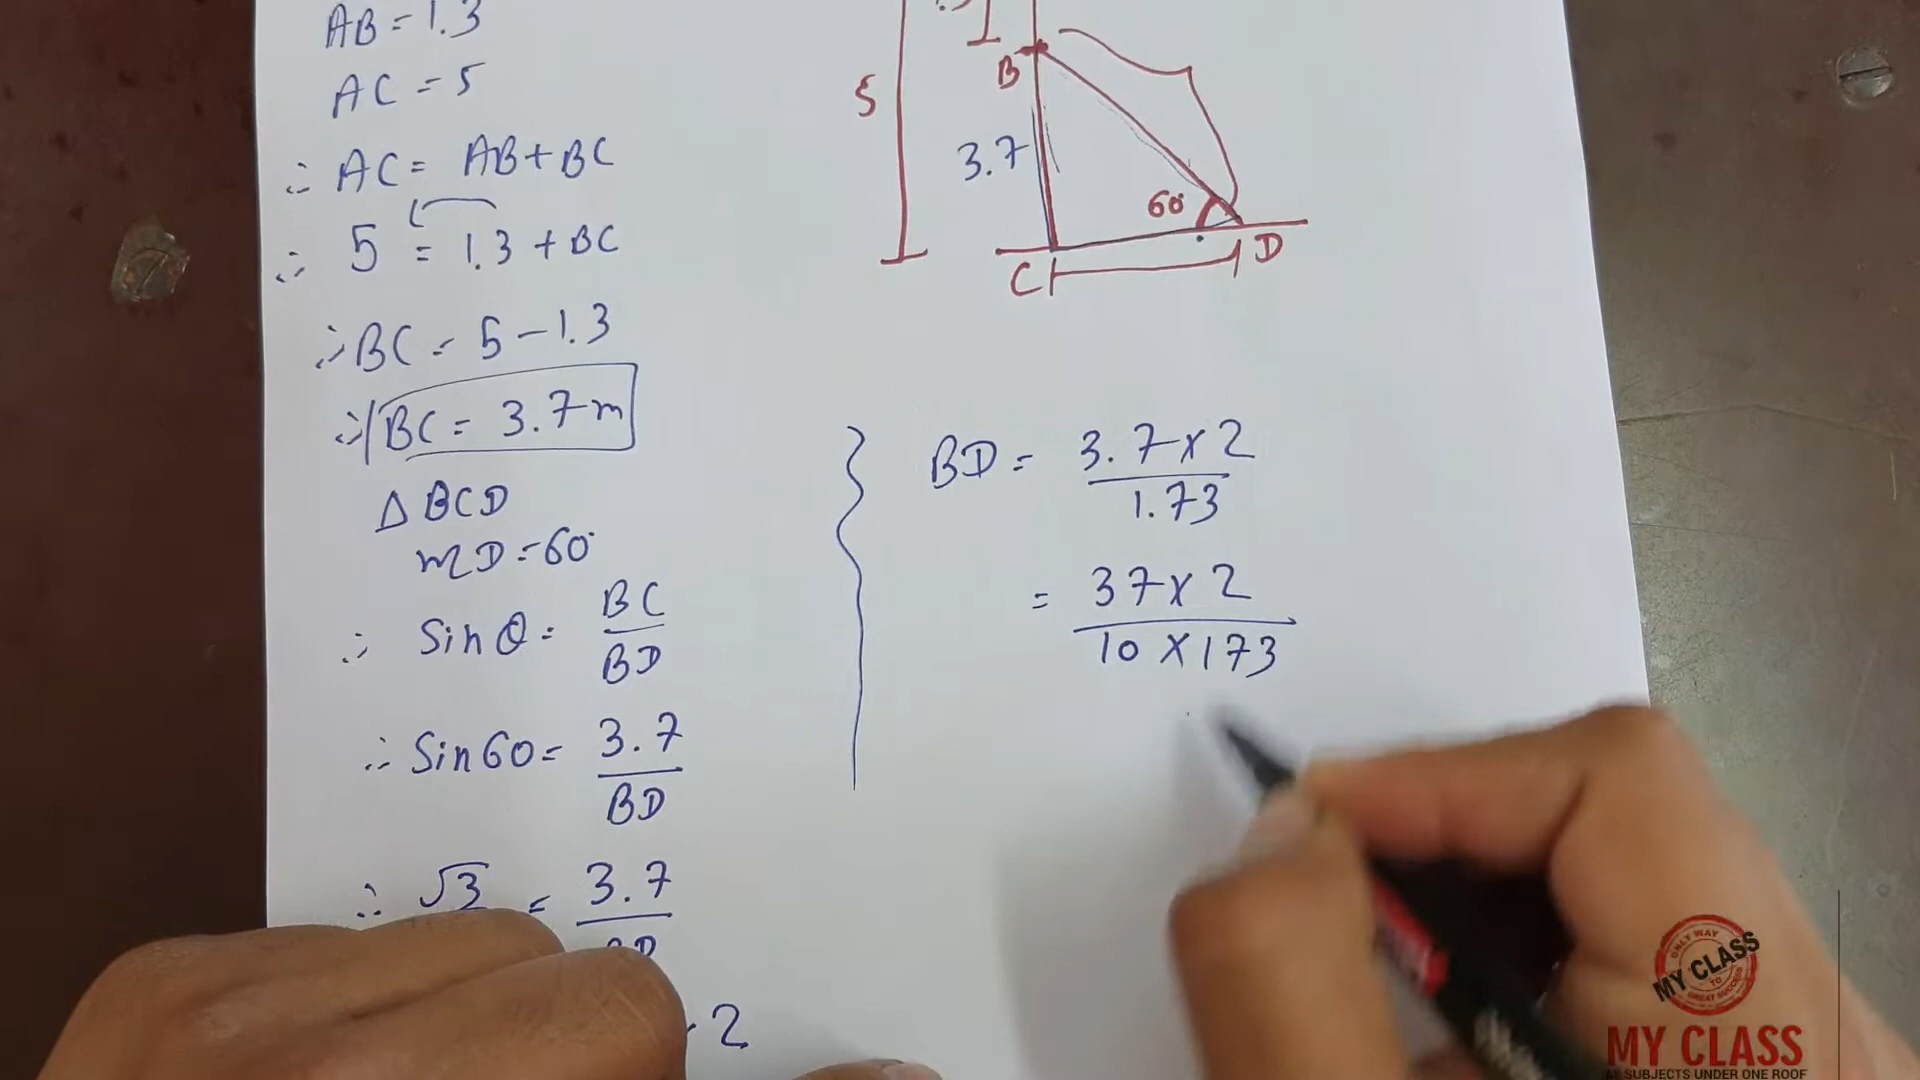 AB = 1.3
AC = 5
∴ AC = AB + BC
∴ 5 = 1.3 + BC
∴ BC = 5 - 1.3
∴ BC = 3.7 m
Δ BCD
m∠D = 60°
∴ Sin θ = BC / BD
∴ Sin 60 = 3.7 / BD
∴ √3 = 3.7 / BD
2
B
5
3.7
60°
C
D
BD = 3.7 x 2 / 1.73
= 37 x 2 / 10 x 173
ONLY WAY
MY CLASS
TO
GREAT SUCCESS
MY CLASS
ALL SUBJECTS UNDER ONE ROOF